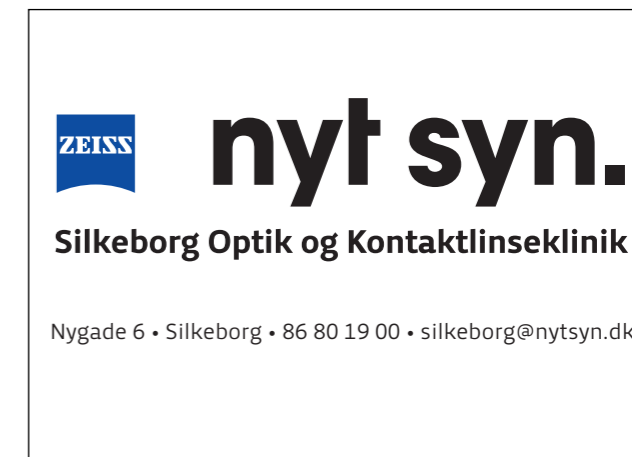 ZEISS
nyt syn.
Silkeborg Optik og Kontaktlinseklinik
Nygade 6 • Silkeborg • 86 80 19 00 • silkeborg@nytsyn.dk